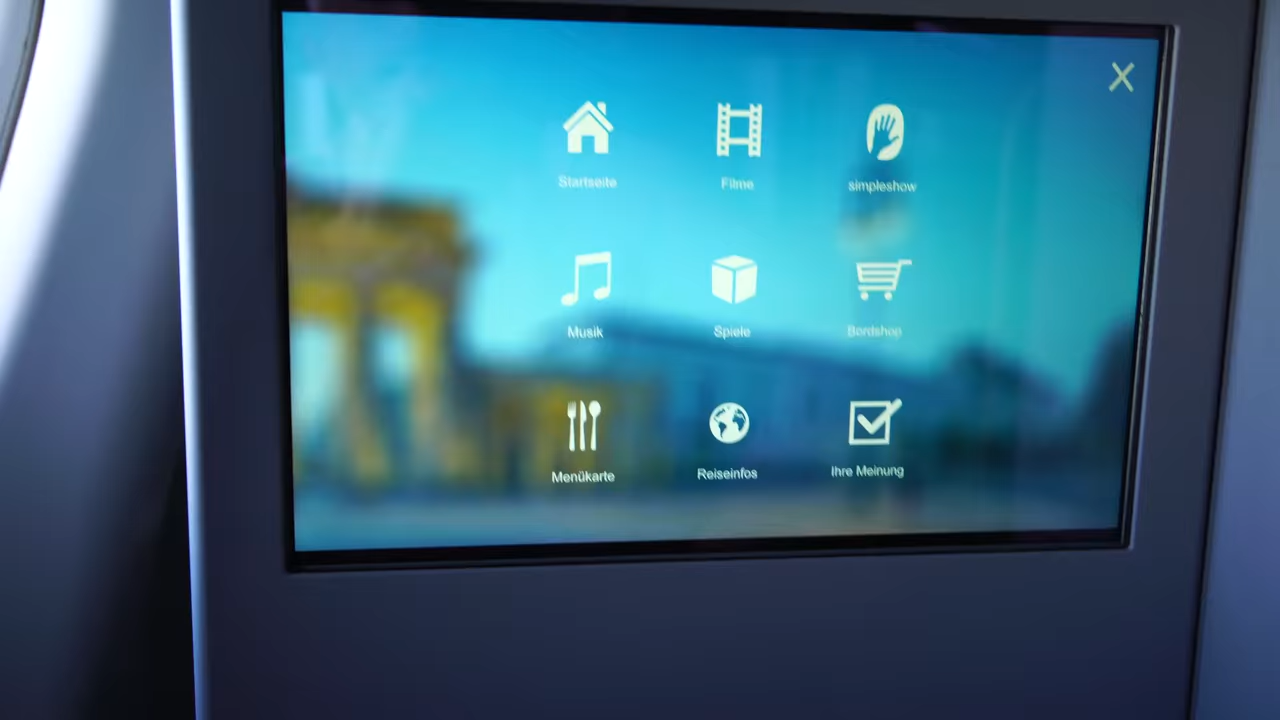 Startseite
Filme
simpleshow
Musik
Spiele
Bordshop
Menükarte
Reiseinfos
Ihre Meinung